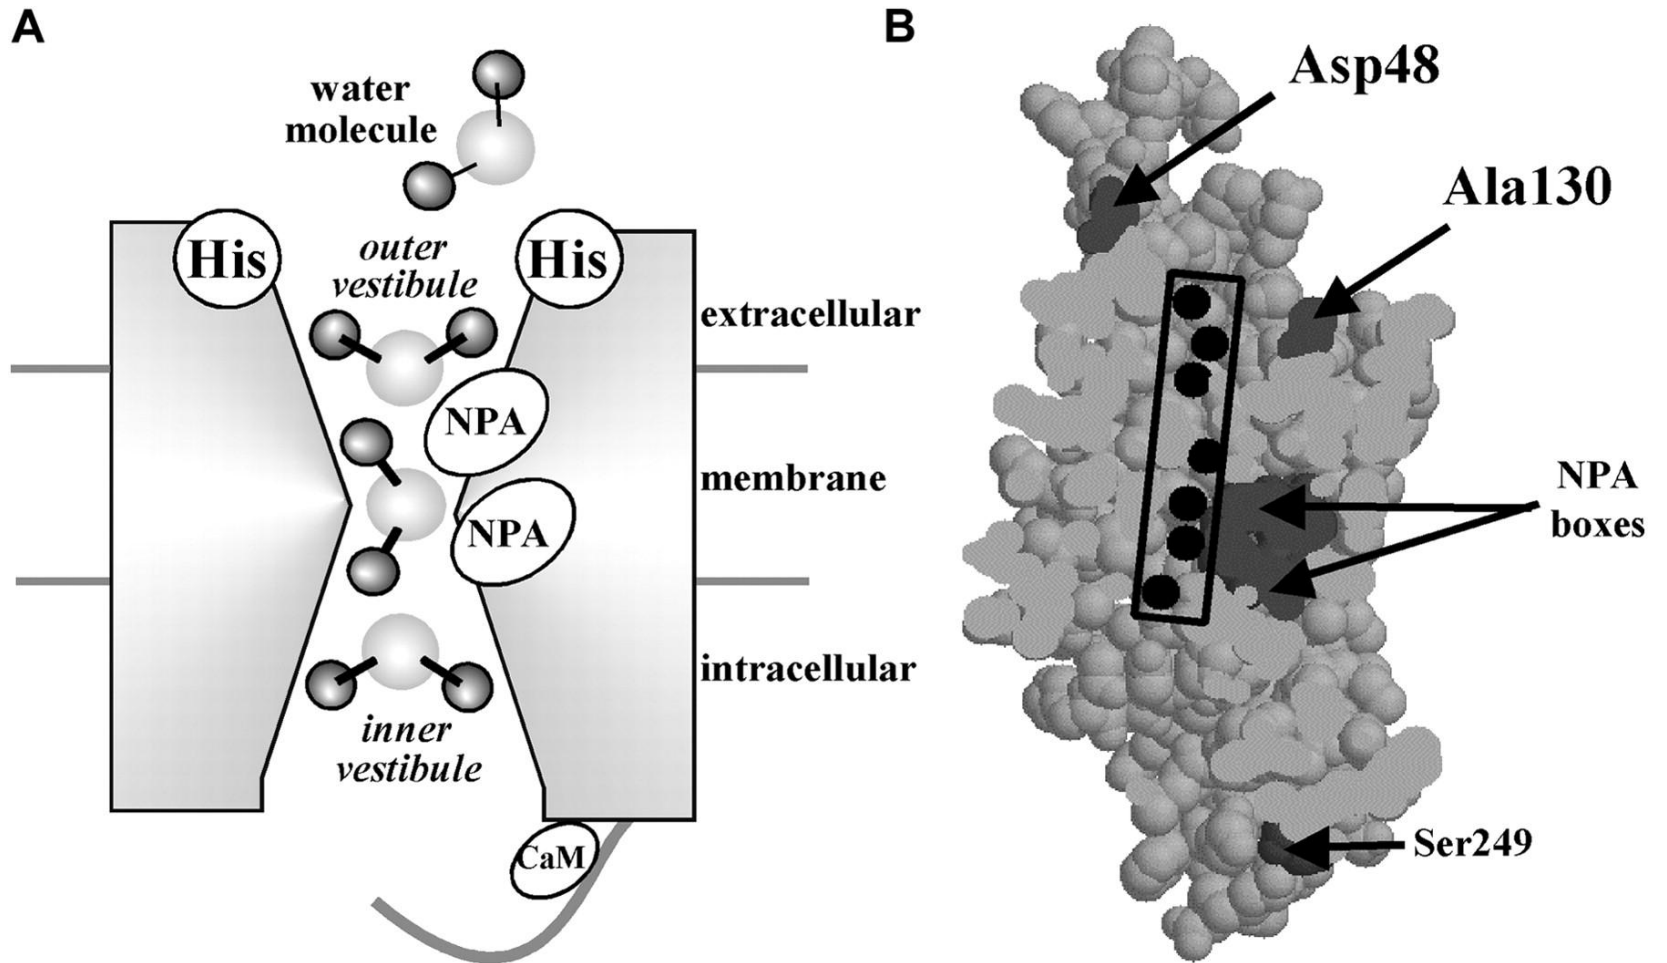 A
water
molecule
His
outer
vestibule
His
extracellular
NPA
membrane
NPA
intracellular
inner
vestibule
CaM
B
Asp48
Ala130
NPA
boxes
Ser249